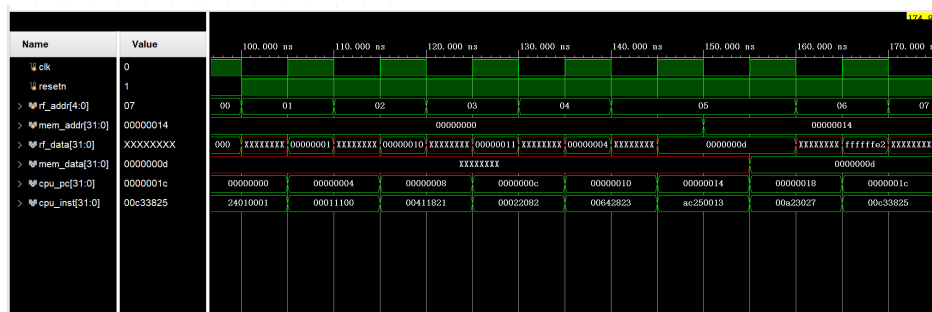 174.9
Name Value
100.000 ns 110.000 ns 120.000 ns 130.000 ns 140.000 ns 150.000 ns 160.000 ns 170.000
clk 0
resetn 1
rf_addr[4:0] 07 00 01 02 03 04 05 06 07
mem_addr[31:0] 00000014 00000000 00000014
rf_data[31:0] XXXXXXXX 000 XXXXXXXX 00000001 XXXXXXXX 00000010 XXXXXXXX 00000011 XXXXXXXX 00000004 XXXXXXXX 0000000d XXXXXXXX ffffffe2 XXXXXXXX
mem_data[31:0] 0000000d XXXXXXXX 0000000d
cpu_pc[31:0] 0000001c 00000000 00000004 00000008 0000000c 00000010 00000014 00000018 0000001c
cpu_inst[31:0] 00c33825 24010001 00011100 00411821 00022082 00642823 ac250013 00a23027 00c33825